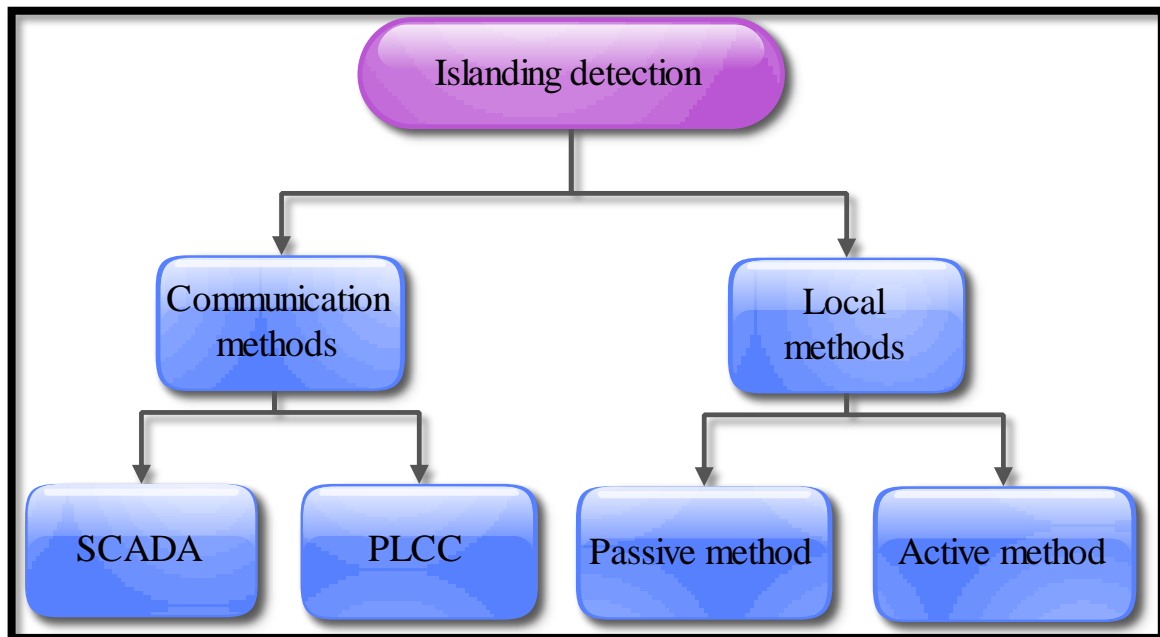 Islanding detection
Communication
methods
Local
methods
SCADA
PLCC
Passive method
Active method